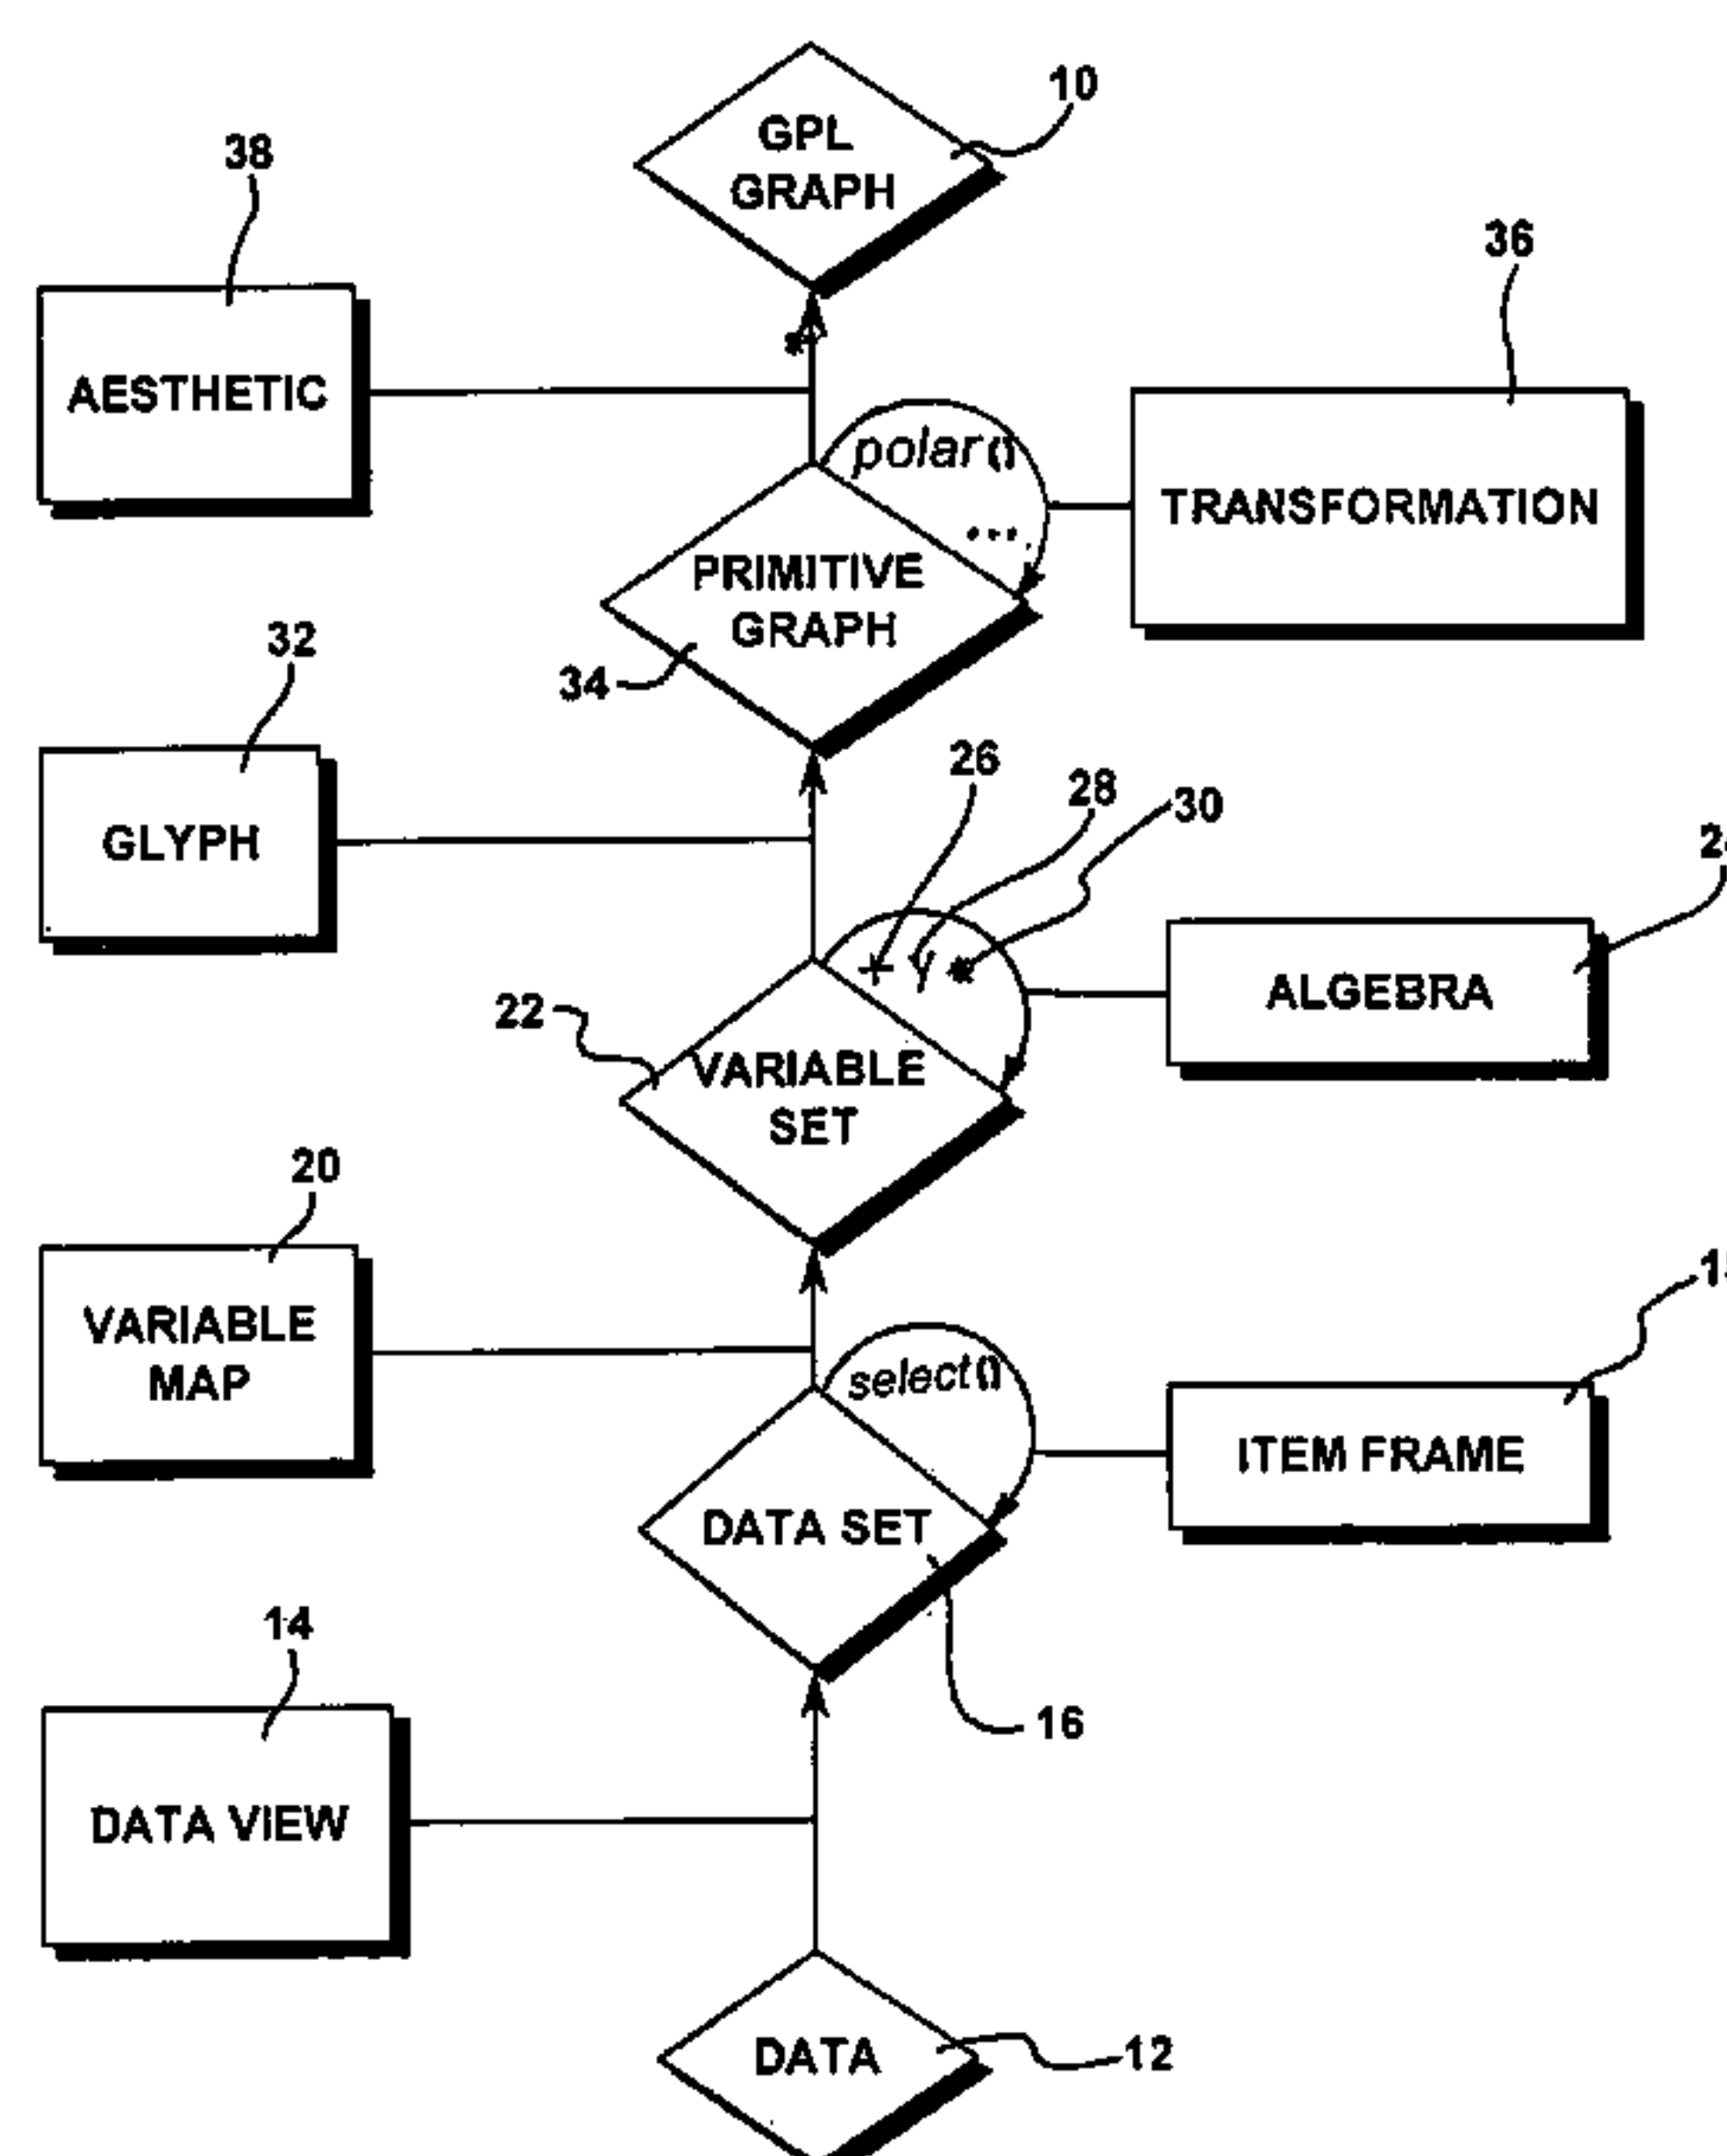 10
GPL
GRAPH
38
36
AESTHETIC
polar()
...
TRANSFORMATION
PRIMITIVE
GRAPH
34
32
26
28
30
GLYPH
ALGEBRA
22
VARIABLE
SET
20
VARIABLE
MAP
select()
ITEM FRAME
DATA SET
14
16
DATA VIEW
DATA
12